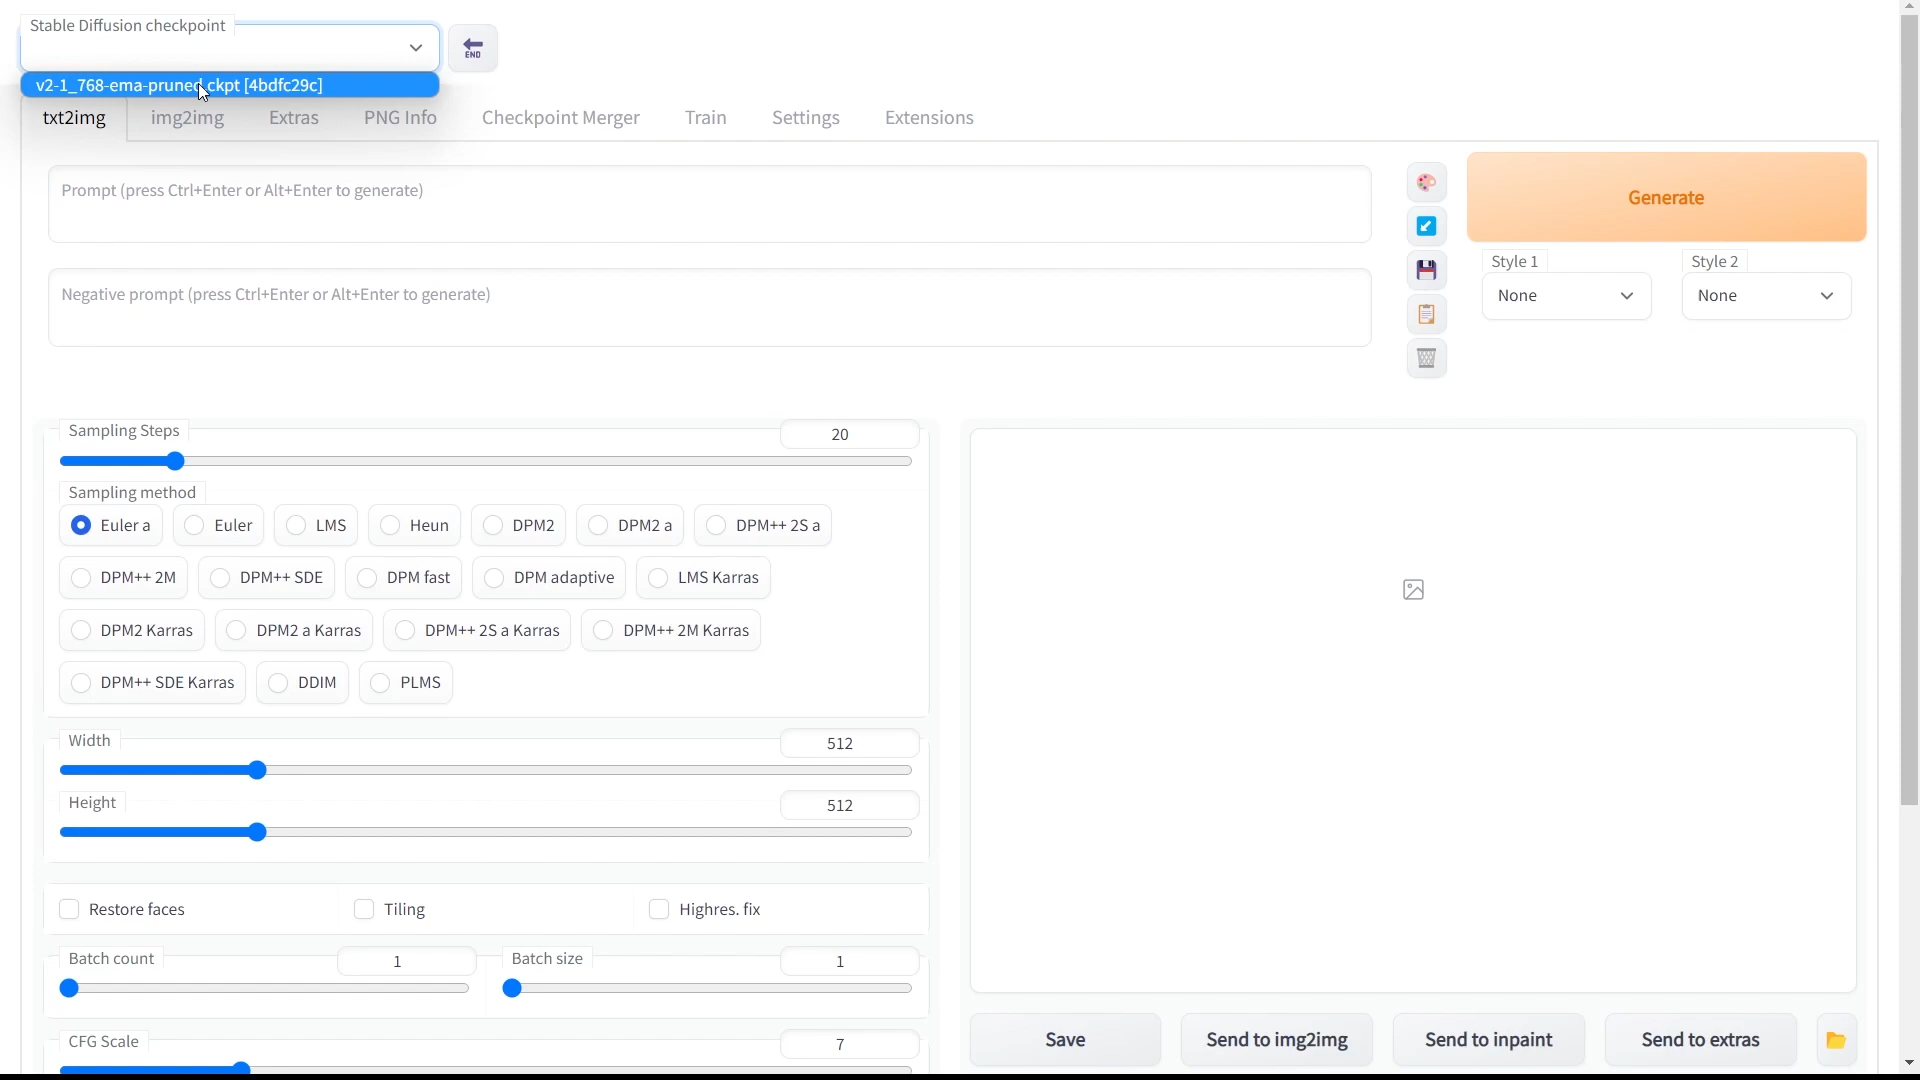 Stable Diffusion checkpoint
END
v2-1_768-ema-pruned.ckpt [4bdfc29c]
txt2img img2img Extras PNG Info Checkpoint Merger Train Settings Extensions
Prompt (press Ctrl+Enter or Alt+Enter to generate)
Generate
Style 1 Style 2
None None
Negative prompt (press Ctrl+Enter or Alt+Enter to generate)
Sampling Steps 20
Sampling method
Euler a Euler LMS Heun DPM2 DPM2 a DPM++ 2S a
DPM++ 2M DPM++ SDE DPM fast DPM adaptive LMS Karras
DPM2 Karras DPM2 a Karras DPM++ 2S a Karras DPM++ 2M Karras
DPM++ SDE Karras DDIM PLMS
Width 512
Height 512
Restore faces Tiling Highres. fix
Batch count 1 Batch size 1
CFG Scale 7
Save Send to img2img Send to inpaint Send to extras